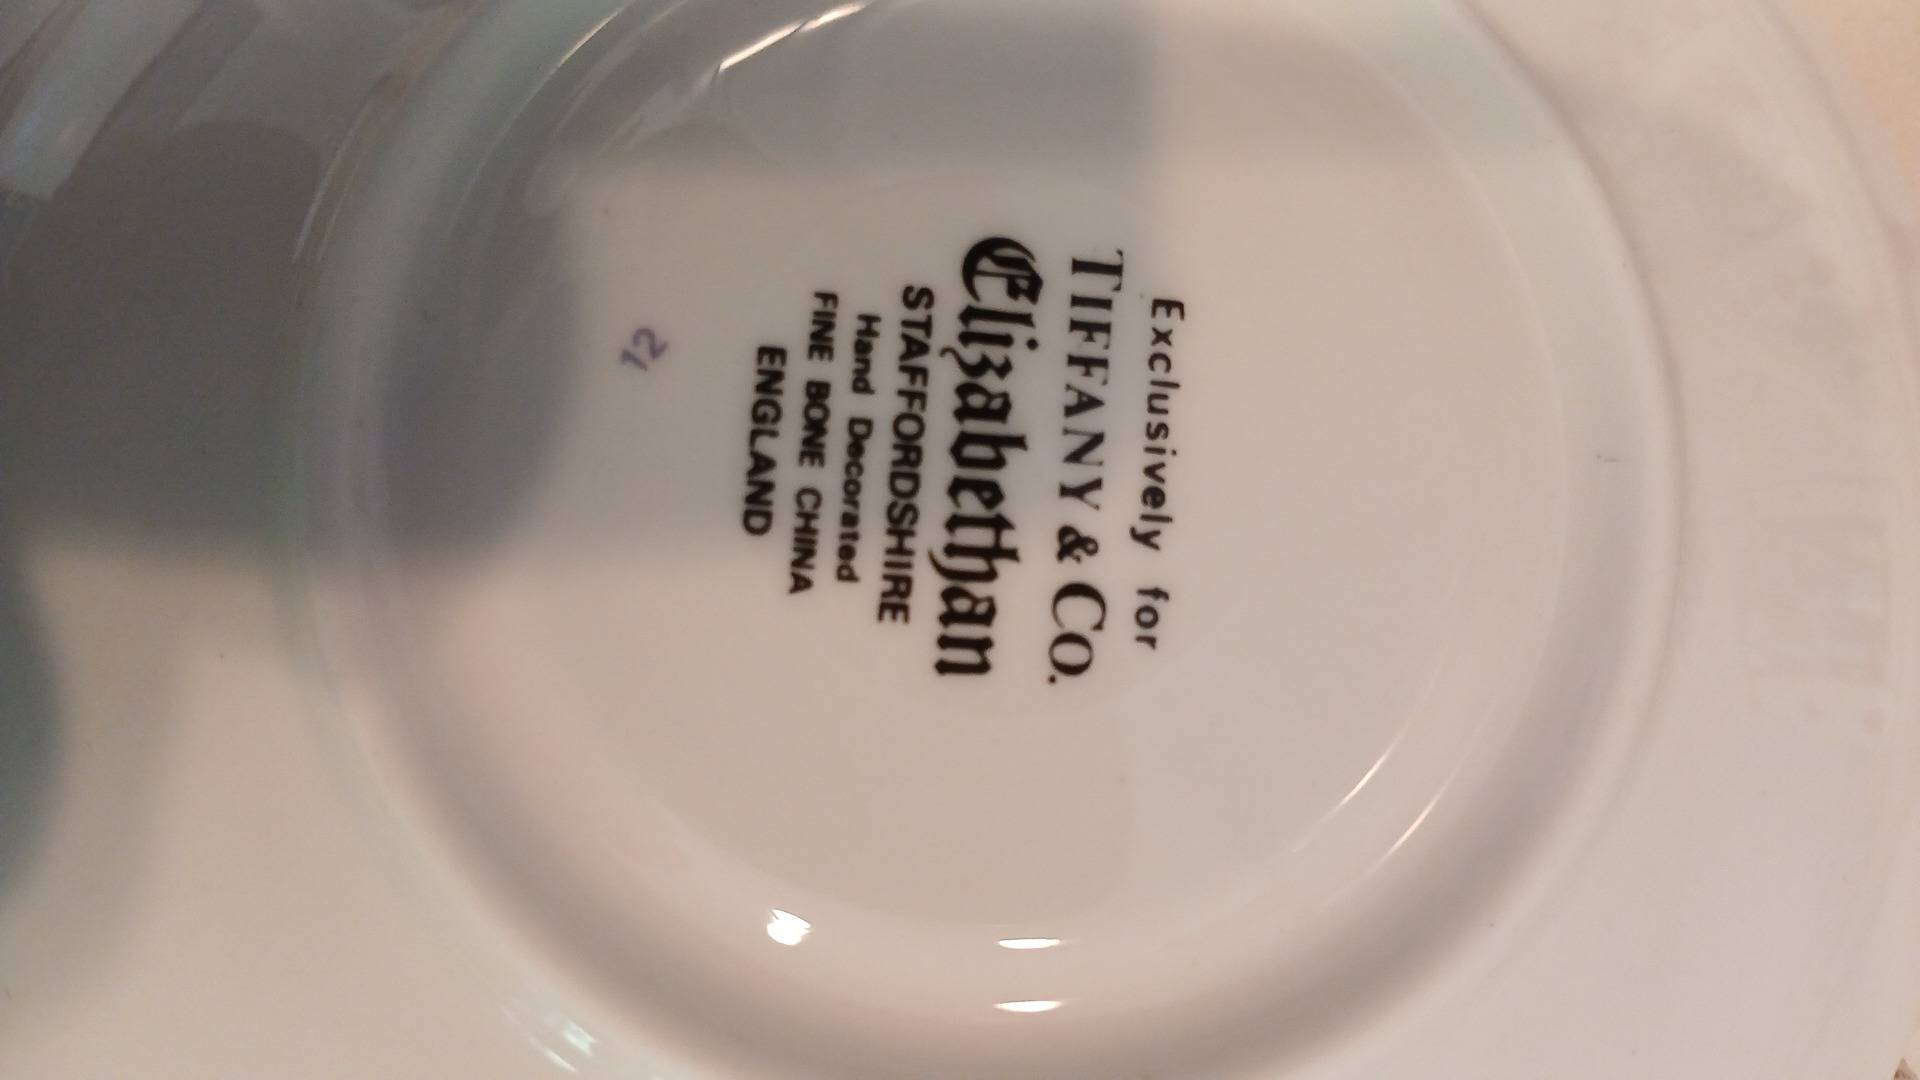 Exclusively for
TIFFANY & CO.
Elizabethan
STAFFORDSHIRE
Hand Decorated
FINE BONE CHINA
ENGLAND
12